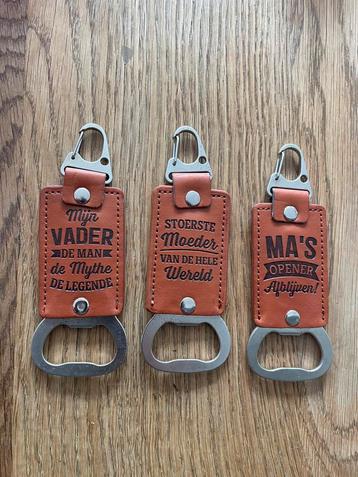 Mijn
VADER
DE MAN
de Mythe
DE LEGENDE
STOERSTE
Moeder
VAN DE HELE
Wereld
MA'S
OPENER
Afblijven!